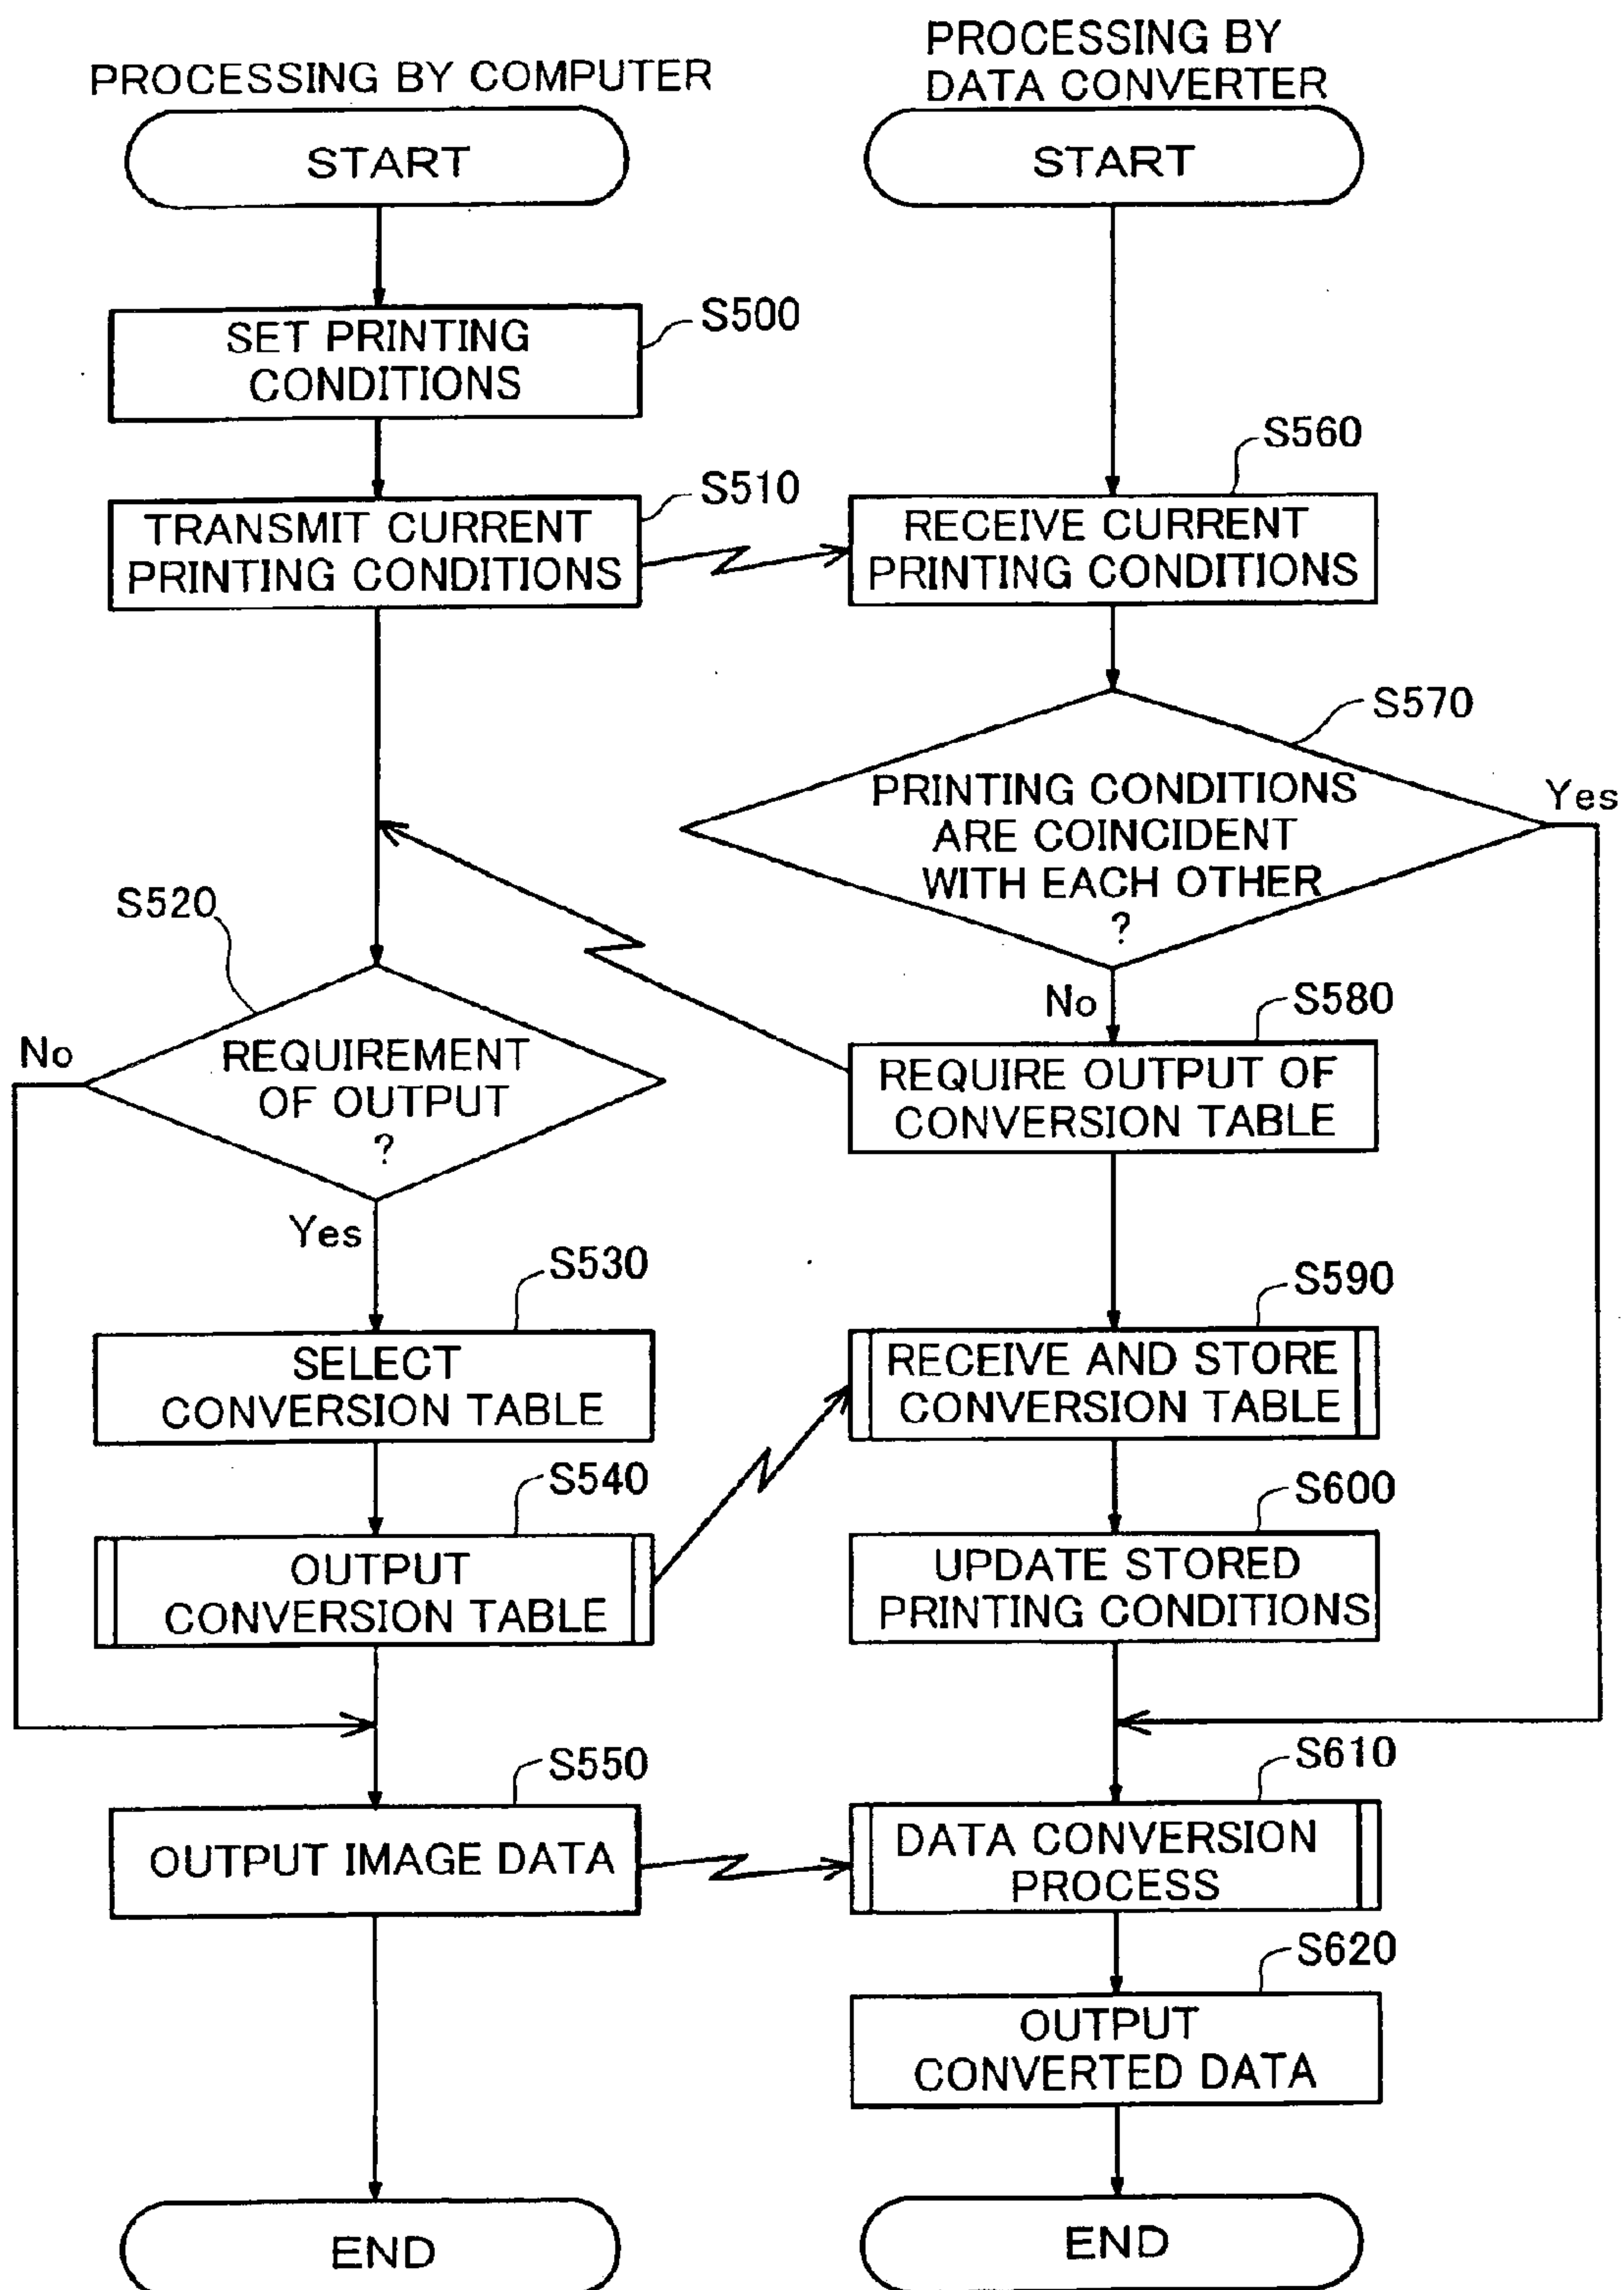 PROCESSING BY COMPUTER
START
S500
SET PRINTING
CONDITIONS
S510
TRANSMIT CURRENT
PRINTING CONDITIONS
S520
No
REQUIREMENT
OF OUTPUT
?
Yes
S530
SELECT
CONVERSION TABLE
S540
OUTPUT
CONVERSION TABLE
S550
OUTPUT IMAGE DATA
END
PROCESSING BY
DATA CONVERTER
START
S560
RECEIVE CURRENT
PRINTING CONDITIONS
S570
PRINTING CONDITIONS
ARE COINCIDENT
WITH EACH OTHER
?
Yes
No
S580
REQUIRE OUTPUT OF
CONVERSION TABLE
S590
RECEIVE AND STORE
CONVERSION TABLE
S600
UPDATE STORED
PRINTING CONDITIONS
S610
DATA CONVERSION
PROCESS
S620
OUTPUT
CONVERTED DATA
END